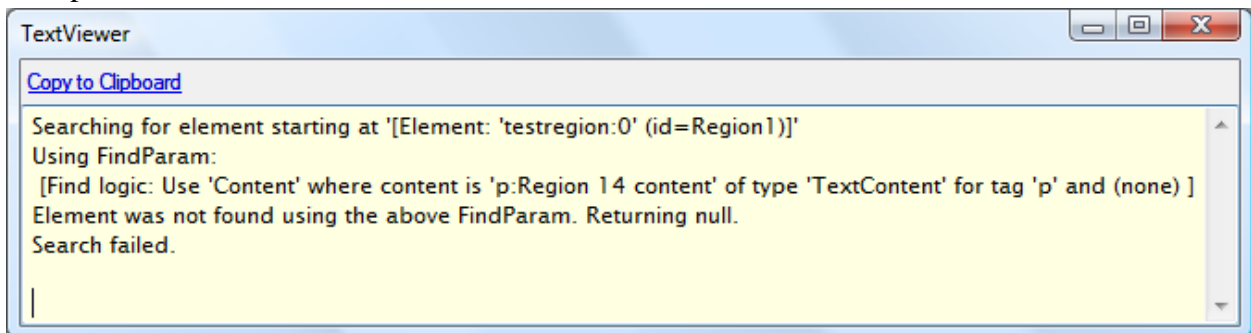 TextViewer
Copy to Clipboard
Searching for element starting at '[Element: 'testregion:0' (id=Region1)]'
Using FindParam:
[Find logic: Use 'Content' where content is 'p:Region 14 content' of type 'TextContent' for tag 'p' and (none) ]
Element was not found using the above FindParam. Returning null.
Search failed.